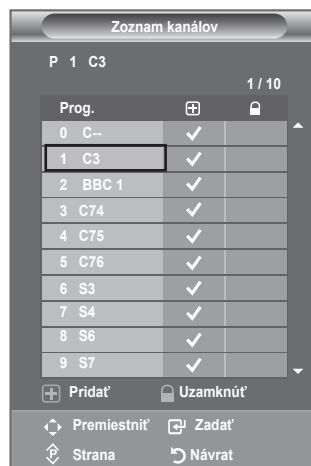 Zoznam kanálov
P 1 C3
1 / 10
Prog.
0 C--
1 C3
2 BBC 1
3 C74
4 C75
5 C76
6 S3
7 S4
8 S6
9 S7
Pridať Uzamknúť
Premiestniť Zadať
Strana Návrat